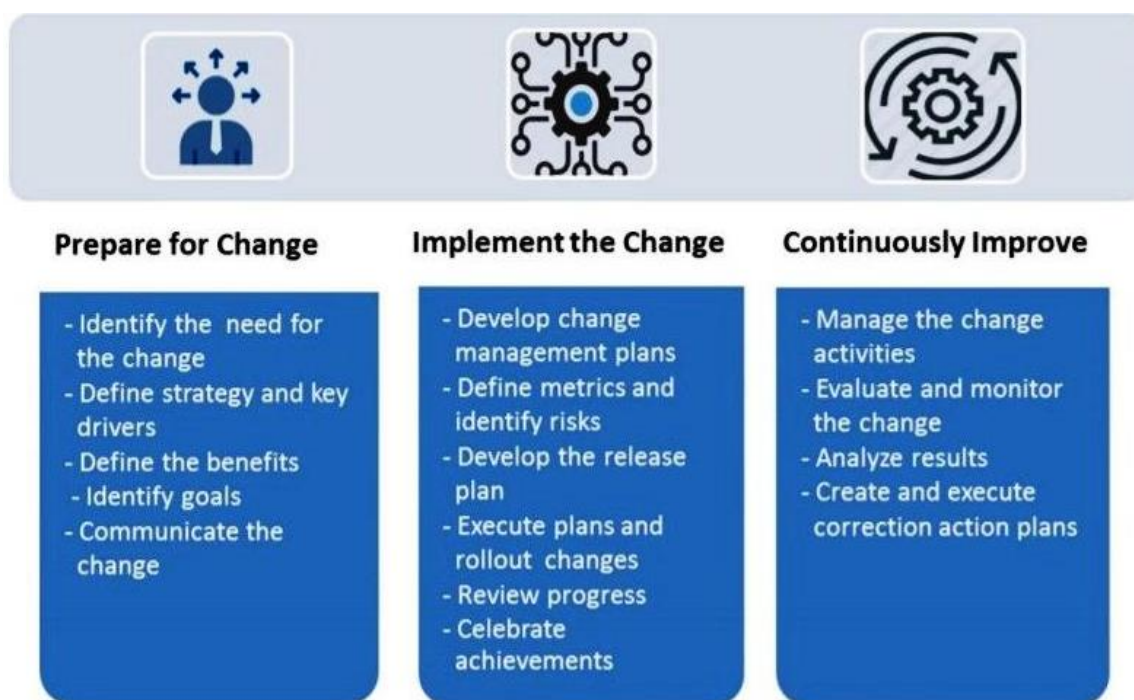 Prepare for Change
- Identify the need for
the change
- Define strategy and key
drivers
- Define the benefits
- Identify goals
- Communicate the
change
Implement the Change
- Develop change
management plans
- Define metrics and
identify risks
- Develop the release
plan
- Execute plans and
rollout changes
- Review progress
- Celebrate
achievements
Continuously Improve
- Manage the change
activities
- Evaluate and monitor
the change
- Analyze results
- Create and execute
correction action plans